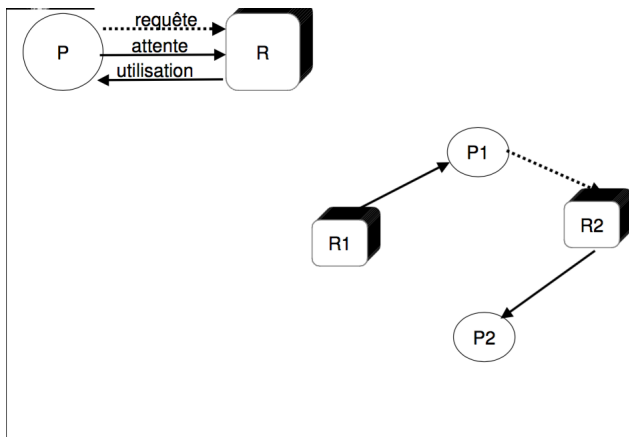 requête
P
attente
R
utilisation
P1
R1
R2
P2